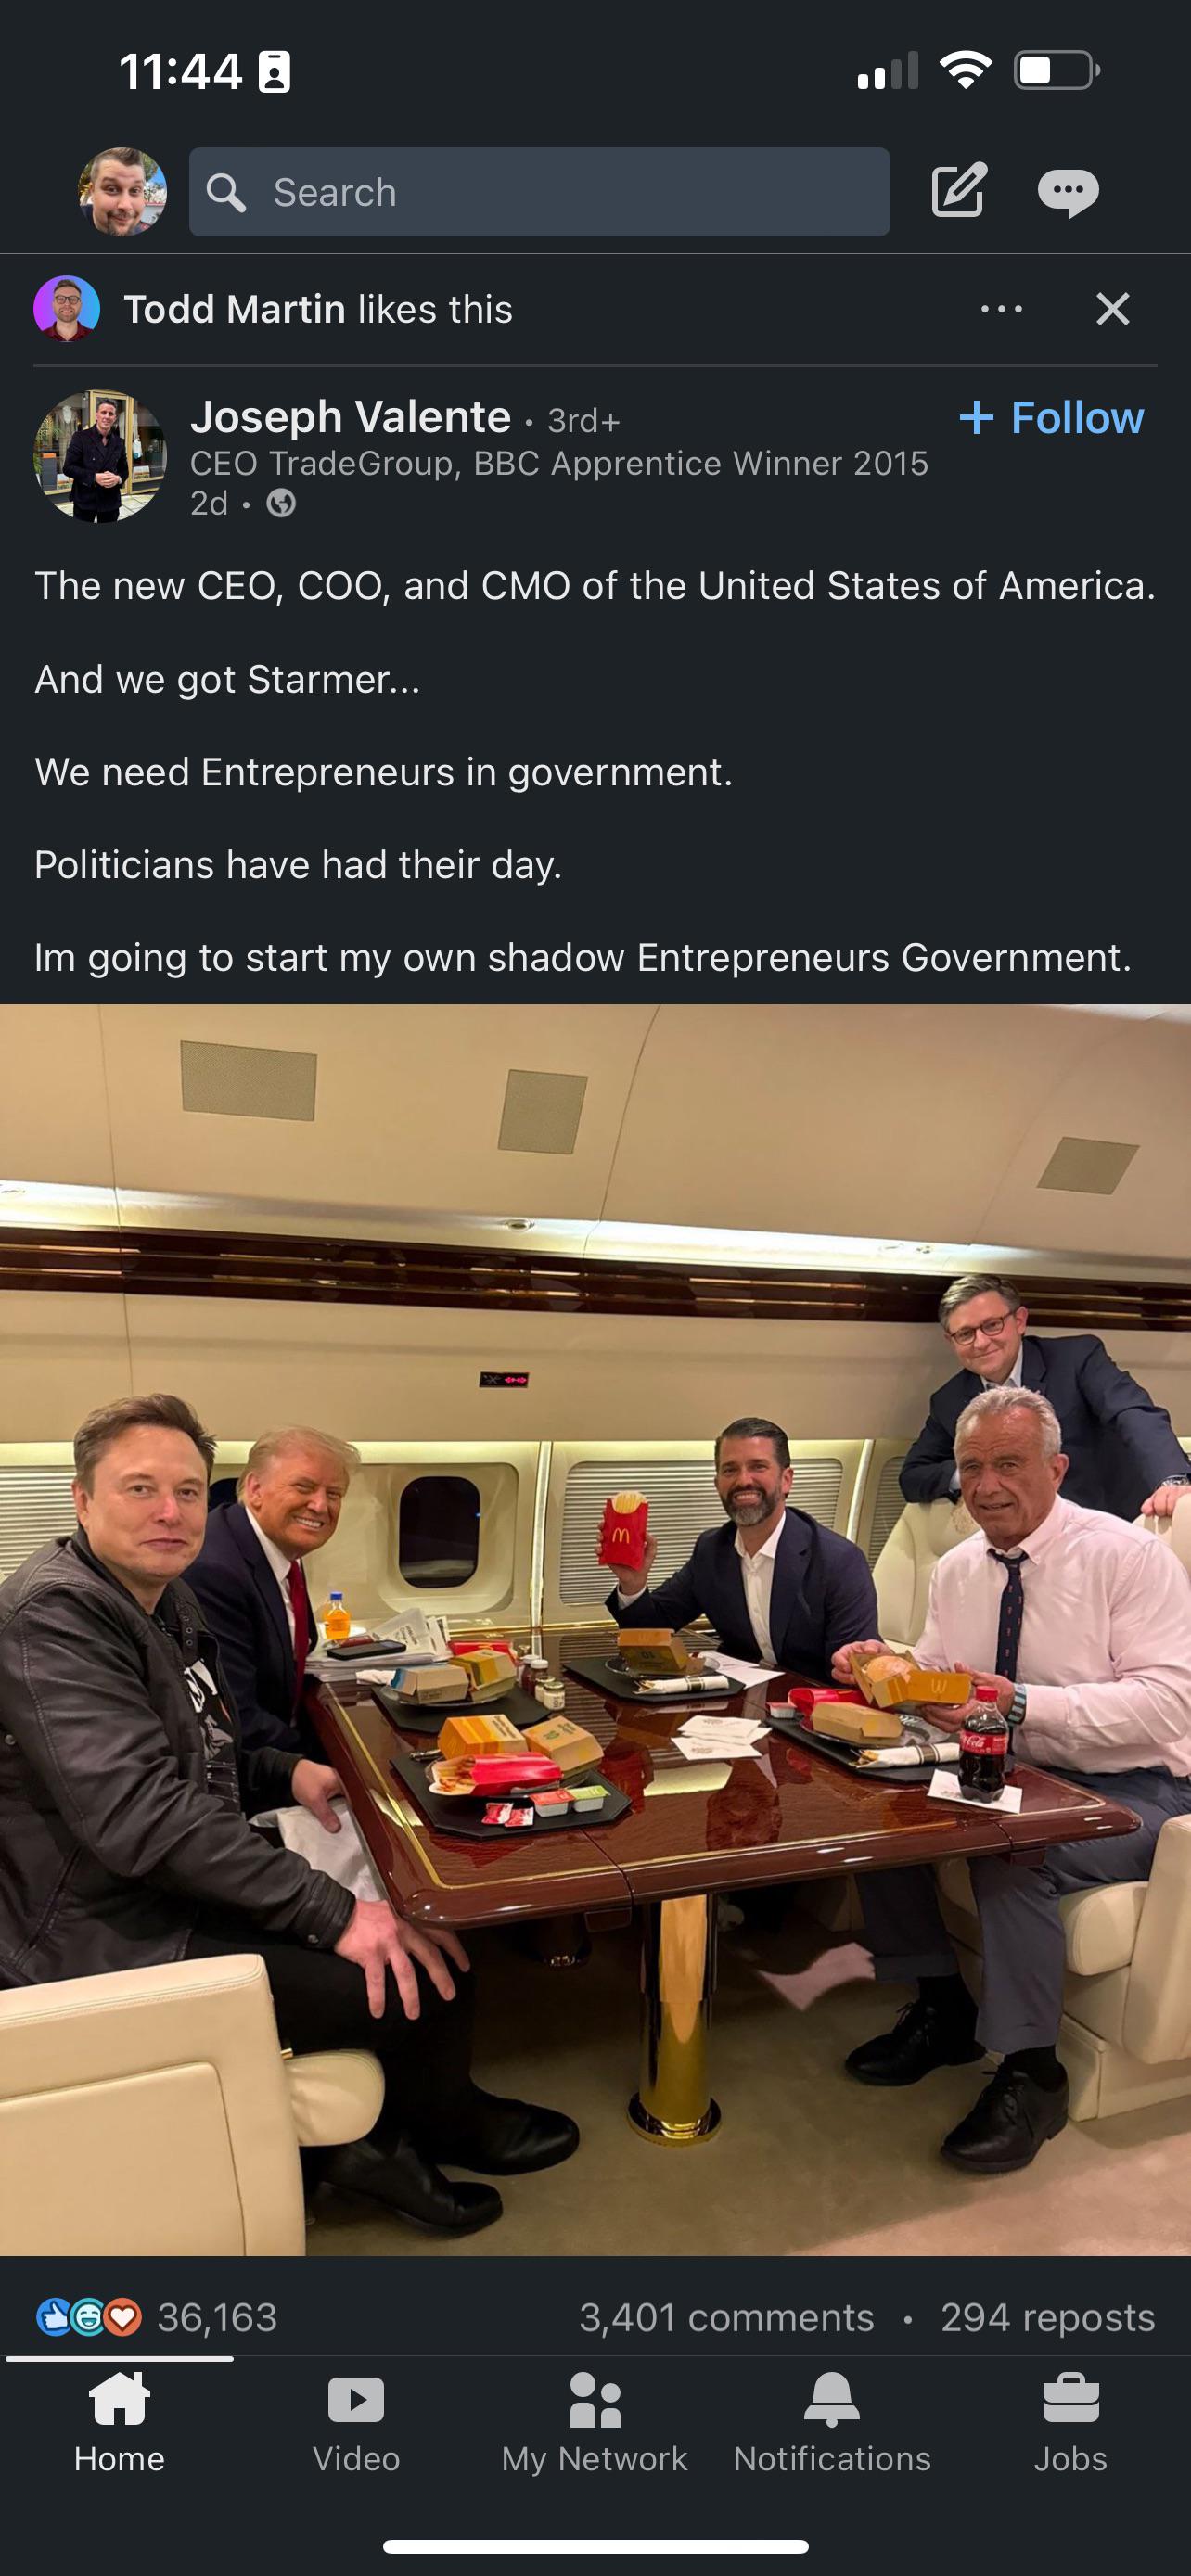 11:44
Search
Todd Martin likes this
Joseph Valente • 3rd+
+ Follow
CEO TradeGroup, BBC Apprentice Winner 2015
2d •
The new CEO, COO, and CMO of the United States of America.
And we got Starmer...
We need Entrepreneurs in government.
Politicians have had their day.
Im going to start my own shadow Entrepreneurs Government.
36,163
3,401 comments • 294 reposts
Home
Video
My Network
Notifications
Jobs